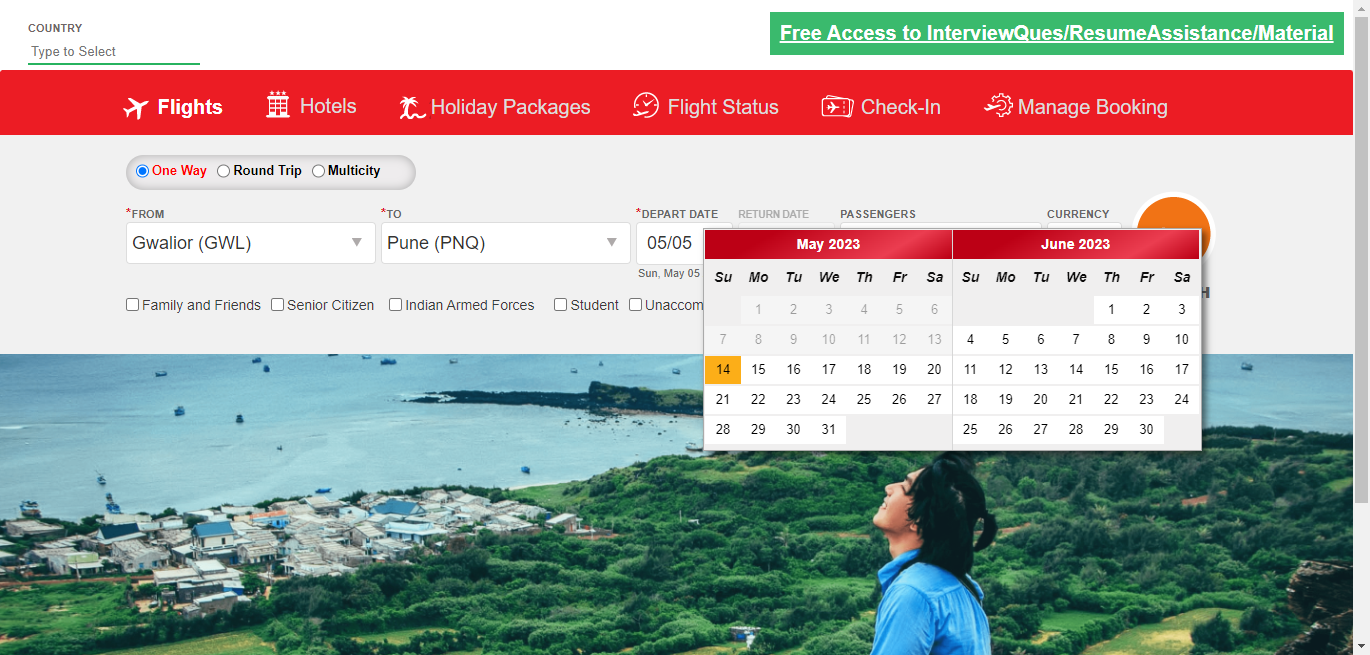 COUNTRY
Type to Select
Free Access to InterviewQues/ResumeAssistance/Material
Flights Hotels Holiday Packages Flight Status Check-In Manage Booking
One Way Round Trip Multicity
*FROM *TO *DEPART DATE RETURN DATE PASSENGERS CURRENCY
Gwalior (GWL) Pune (PNQ) 05/05
Sun, May 05
Family and Friends Senior Citizen Indian Armed Forces Student Unaccom
H
May 2023
Su Mo Tu We Th Fr Sa
1 2 3 4 5 6
7 8 9 10 11 12 13
14 15 16 17 18 19 20
21 22 23 24 25 26 27
28 29 30 31
June 2023
Su Mo Tu We Th Fr Sa
1 2 3
4 5 6 7 8 9 10
11 12 13 14 15 16 17
18 19 20 21 22 23 24
25 26 27 28 29 30